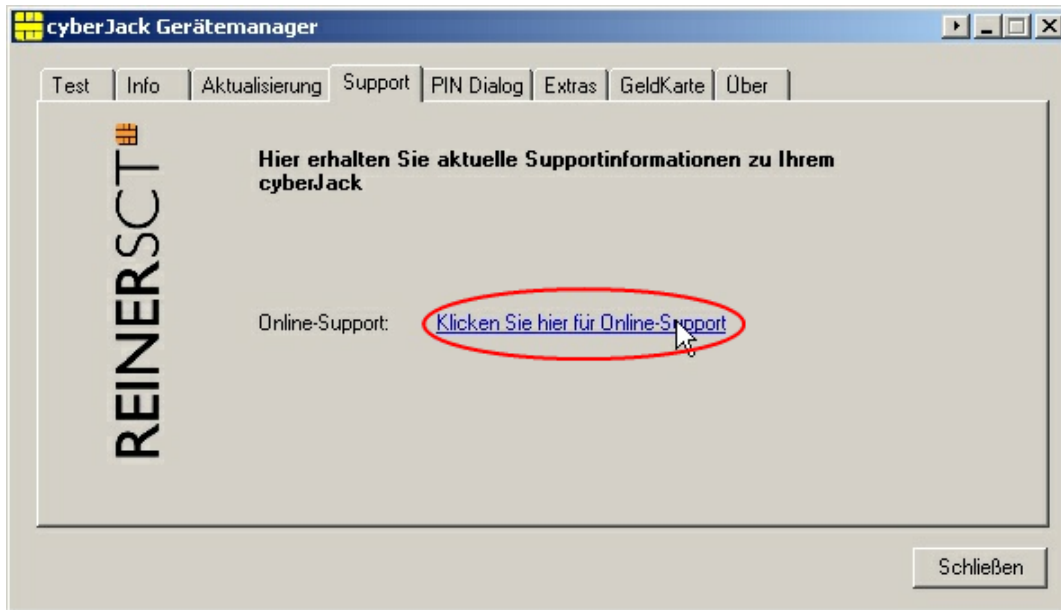 cyberJack Gerätemanager
Test Info Aktualisierung Support PIN Dialog Extras GeldKarte Über
REINERSCT
Hier erhalten Sie aktuelle Supportinformationen zu Ihrem
cyberJack
Online-Support: Klicken Sie hier für Online-Support
Schließen